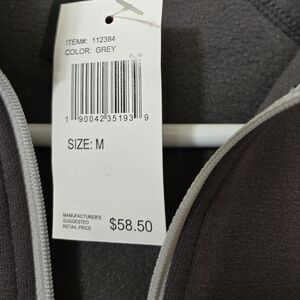 ITEM#: 112384
COLOR: GREY
1 90042 35193 9
SIZE: M
MANUFACTURER'S
SUGGESTED
RETAIL PRICE
$58.50